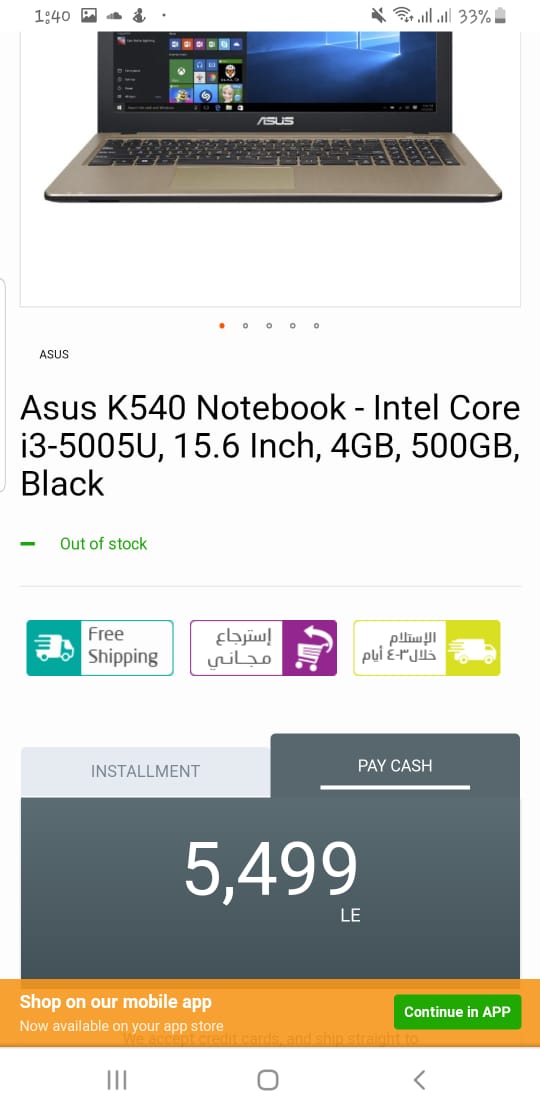 1:40
33%
ASUS
ASUS
Asus K540 Notebook - Intel Core
i3-5005U, 15.6 Inch, 4GB, 500GB,
Black
Out of stock
Free
Shipping
إسترجاع
مجاني
الإستلام
خلال ٣-٤ أيام
INSTALLMENT
PAY CASH
5,499
LE
Shop on our mobile app
Now available on your app store
Continue in APP
We accept credit cards, and ship straight to